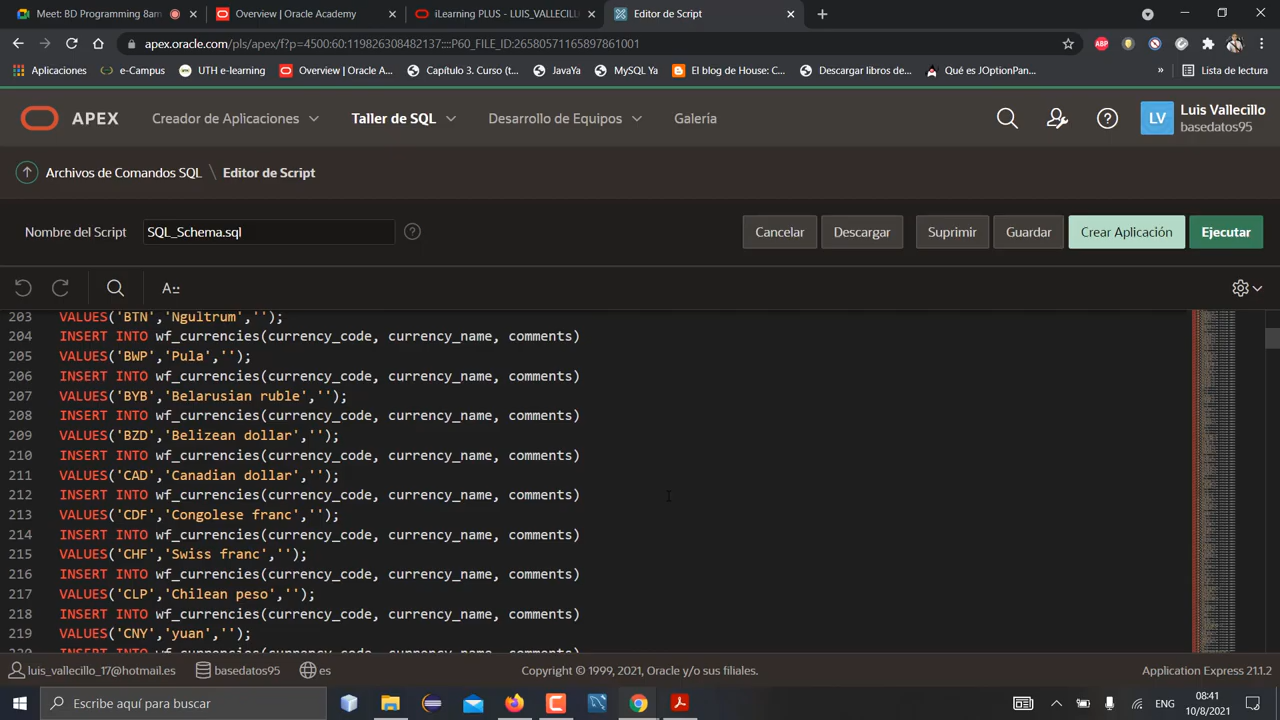 Meet: BD Programming 8am
Overview | Oracle Academy
iLearning PLUS - LUIS_VALLECILL
Editor de Script
apex.oracle.com/pls/apex/f?p=4500:60:119826308482137::::P60_FILE_ID:26580571165897861001
Aplicaciones
e-Campus
UTH e-learning
Overview | Oracle A...
Capítulo 3. Curso (t...
JavaYa
MySQL Ya
El blog de House: C...
Descargar libros de...
Qué es JOptionPan...
»
Lista de lectura
APEX
Creador de Aplicaciones
Taller de SQL
Desarrollo de Equipos
Galería
LV
Luis Vallecillo
basedatos95
Archivos de Comandos SQL \ Editor de Script
Nombre del Script
SQL_Schema.sql
Cancelar
Descargar
Suprimir
Guardar
Crear Aplicación
Ejecutar
A::
203 VALUES('BTN','Ngultrum','');
204 INSERT INTO wf_currencies(currency_code, currency_name, comments)
205 VALUES('BWP','Pula','');
206 INSERT INTO wf_currencies(currency_code, currency_name, comments)
207 VALUES('BYB','Belarusian ruble','');
208 INSERT INTO wf_currencies(currency_code, currency_name, comments)
209 VALUES('BZD','Belizean dollar','');
210 INSERT INTO wf_currencies(currency_code, currency_name, comments)
211 VALUES('CAD','Canadian dollar','');
212 INSERT INTO wf_currencies(currency_code, currency_name, comments)
213 VALUES('CDF','Congolese franc','');
214 INSERT INTO wf_currencies(currency_code, currency_name, comments)
215 VALUES('CHF','Swiss franc','');
216 INSERT INTO wf_currencies(currency_code, currency_name, comments)
217 VALUES('CLP','Chilean peso','');
218 INSERT INTO wf_currencies(currency_code, currency_name, comments)
219 VALUES('CNY','yuan','');
220 INSERT INTO wf_currencies(currency_code, currency_name, comments)
luis_vallecillo_17@hotmail.es
basedatos95
es
Copyright © 1999, 2021, Oracle y/o sus filiales.
Application Express 21.1.2
Escribe aquí para buscar
ENG
08:41
10/8/2021